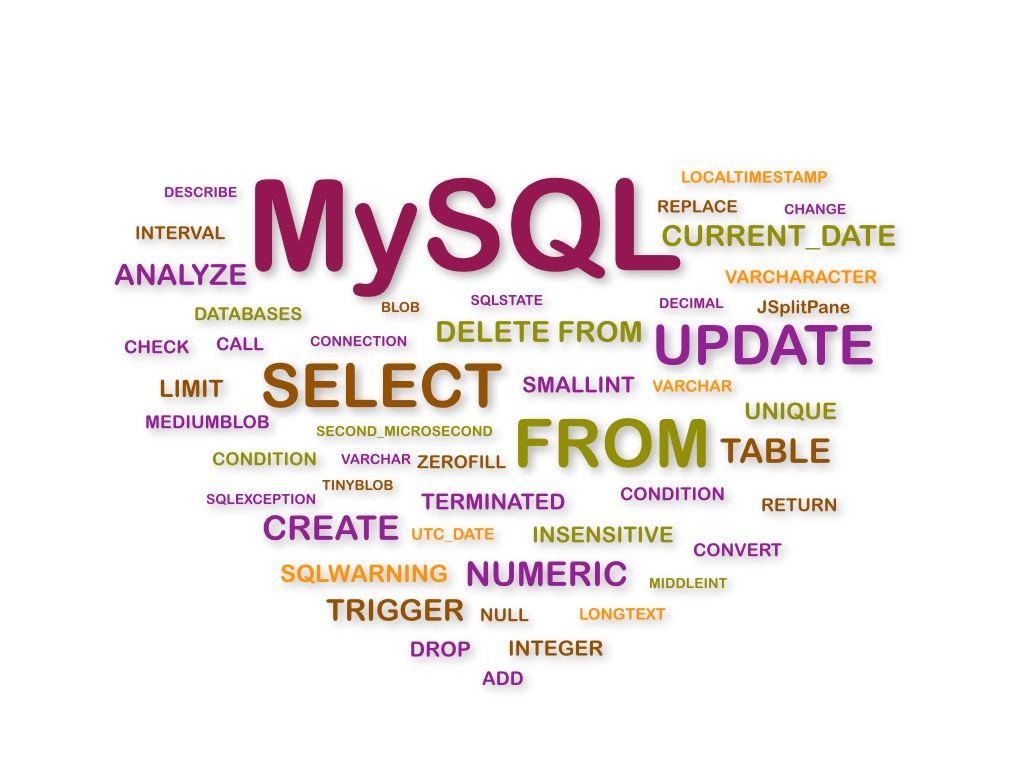 LOCALTIMESTAMP
DESCRIBE
MySQL
REPLACE
CHANGE
INTERVAL
CURRENT_DATE
ANALYZE
VARCHARACTER
DATABASES
BLOB
SQLSTATE
DECIMAL
JSplitPane
CHECK
CALL
CONNECTION
DELETE FROM
UPDATE
LIMIT
SELECT
SMALLINT
VARCHAR
MEDIUMBLOB
SECOND_MICROSECOND
FROM
UNIQUE
TABLE
CONDITION
VARCHAR
ZEROFILL
TINYBLOB
SQLEXCEPTION
TERMINATED
CONDITION
RETURN
CREATE
UTC_DATE
INSENSITIVE
CONVERT
SQLWARNING
NUMERIC
MIDDLEINT
TRIGGER
NULL
LONGTEXT
DROP
INTEGER
ADD